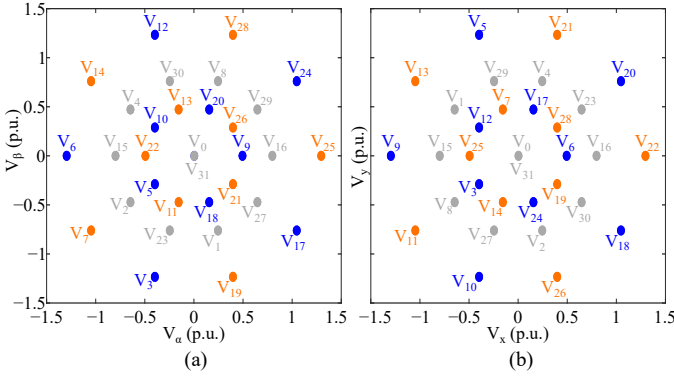 V12 V28
V14 V24
V30 V8
V4 V13 V20 V29
V10 V26
V6 V15 V22 V0 V9 V16 V25
V31
V5 V21
V2 V11 V18 V27
V7 V23 V1 V17
V3 V19
1.5
1
0.5
0
−0.5
−1
−1.5
Vβ (p.u.)
−1.5 −1 −0.5 0 0.5 1 1.5
Vα (p.u.)
(a)
V5 V21
V13 V20
V29 V4
V1 V7 V17 V23
V12 V28
V9 V15 V25 V0 V6 V16 V22
V31
V3 V19
V8 V14 V24 V30
V11 V27 V2 V18
V10 V26
1.5
1
0.5
0
−0.5
−1
−1.5
Vy (p.u.)
−1.5 −1 −0.5 0 0.5 1 1.5
Vx (p.u.)
(b)